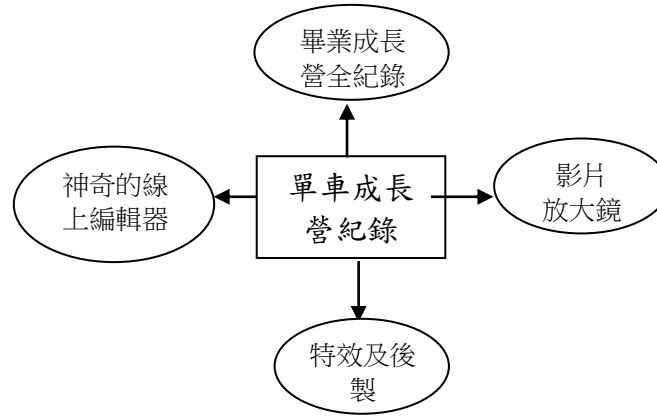 畢業成長
營全紀錄
神奇的線
上編輯器
單車成長
營紀錄
影片
放大鏡
特效及後
製